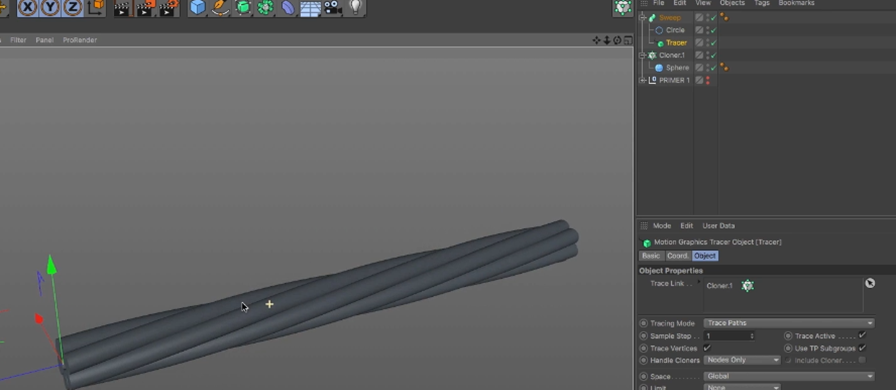 File Edit View Objects Tags Bookmarks
X Y Z
Filter Panel ProRender
Sweep
Circle
Tracer
Cloner.1
Sphere
PRIMER 1
Mode Edit User Data
Motion Graphics Tracer Object [Tracer]
Basic Coord. Object
Object Properties
Trace Link . . . Cloner.1
Tracing Mode Trace Paths
Sample Step . 1 Trace Active . . . . .
Trace Vertices Use TP Subgroups
Handle Cloners Nodes Only Include Cloner.
Space Global
Limit None